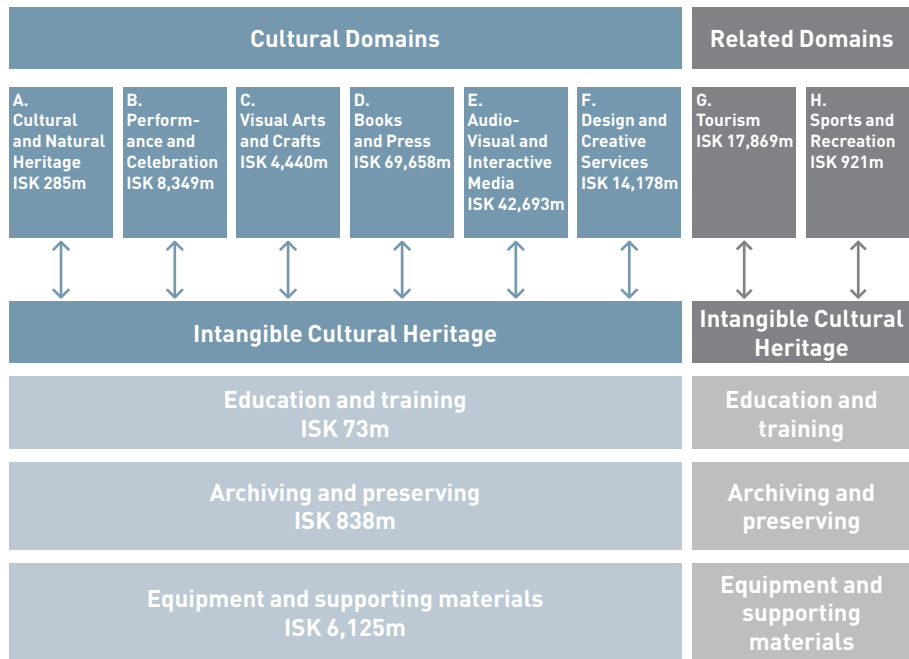 Cultural Domains
Related Domains
A.
Cultural
and Natural
Heritage
ISK 285m
B.
Perform-
ance and
Celebration
ISK 8,349m
C.
Visual Arts
and Crafts
ISK 4,440m
D.
Books
and Press
ISK 69,658m
E.
Audio-
Visual and
Interactive
Media
ISK 42,693m
F.
Design and
Creative
Services
ISK 14,178m
G.
Tourism
ISK 17,869m
H.
Sports and
Recreation
ISK 921m
Intangible Cultural Heritage
Intangible Cultural
Heritage
Education and training
ISK 73m
Education and
training
Archiving and preserving
ISK 838m
Archiving and
preserving
Equipment and supporting materials
ISK 6,125m
Equipment and
supporting
materials